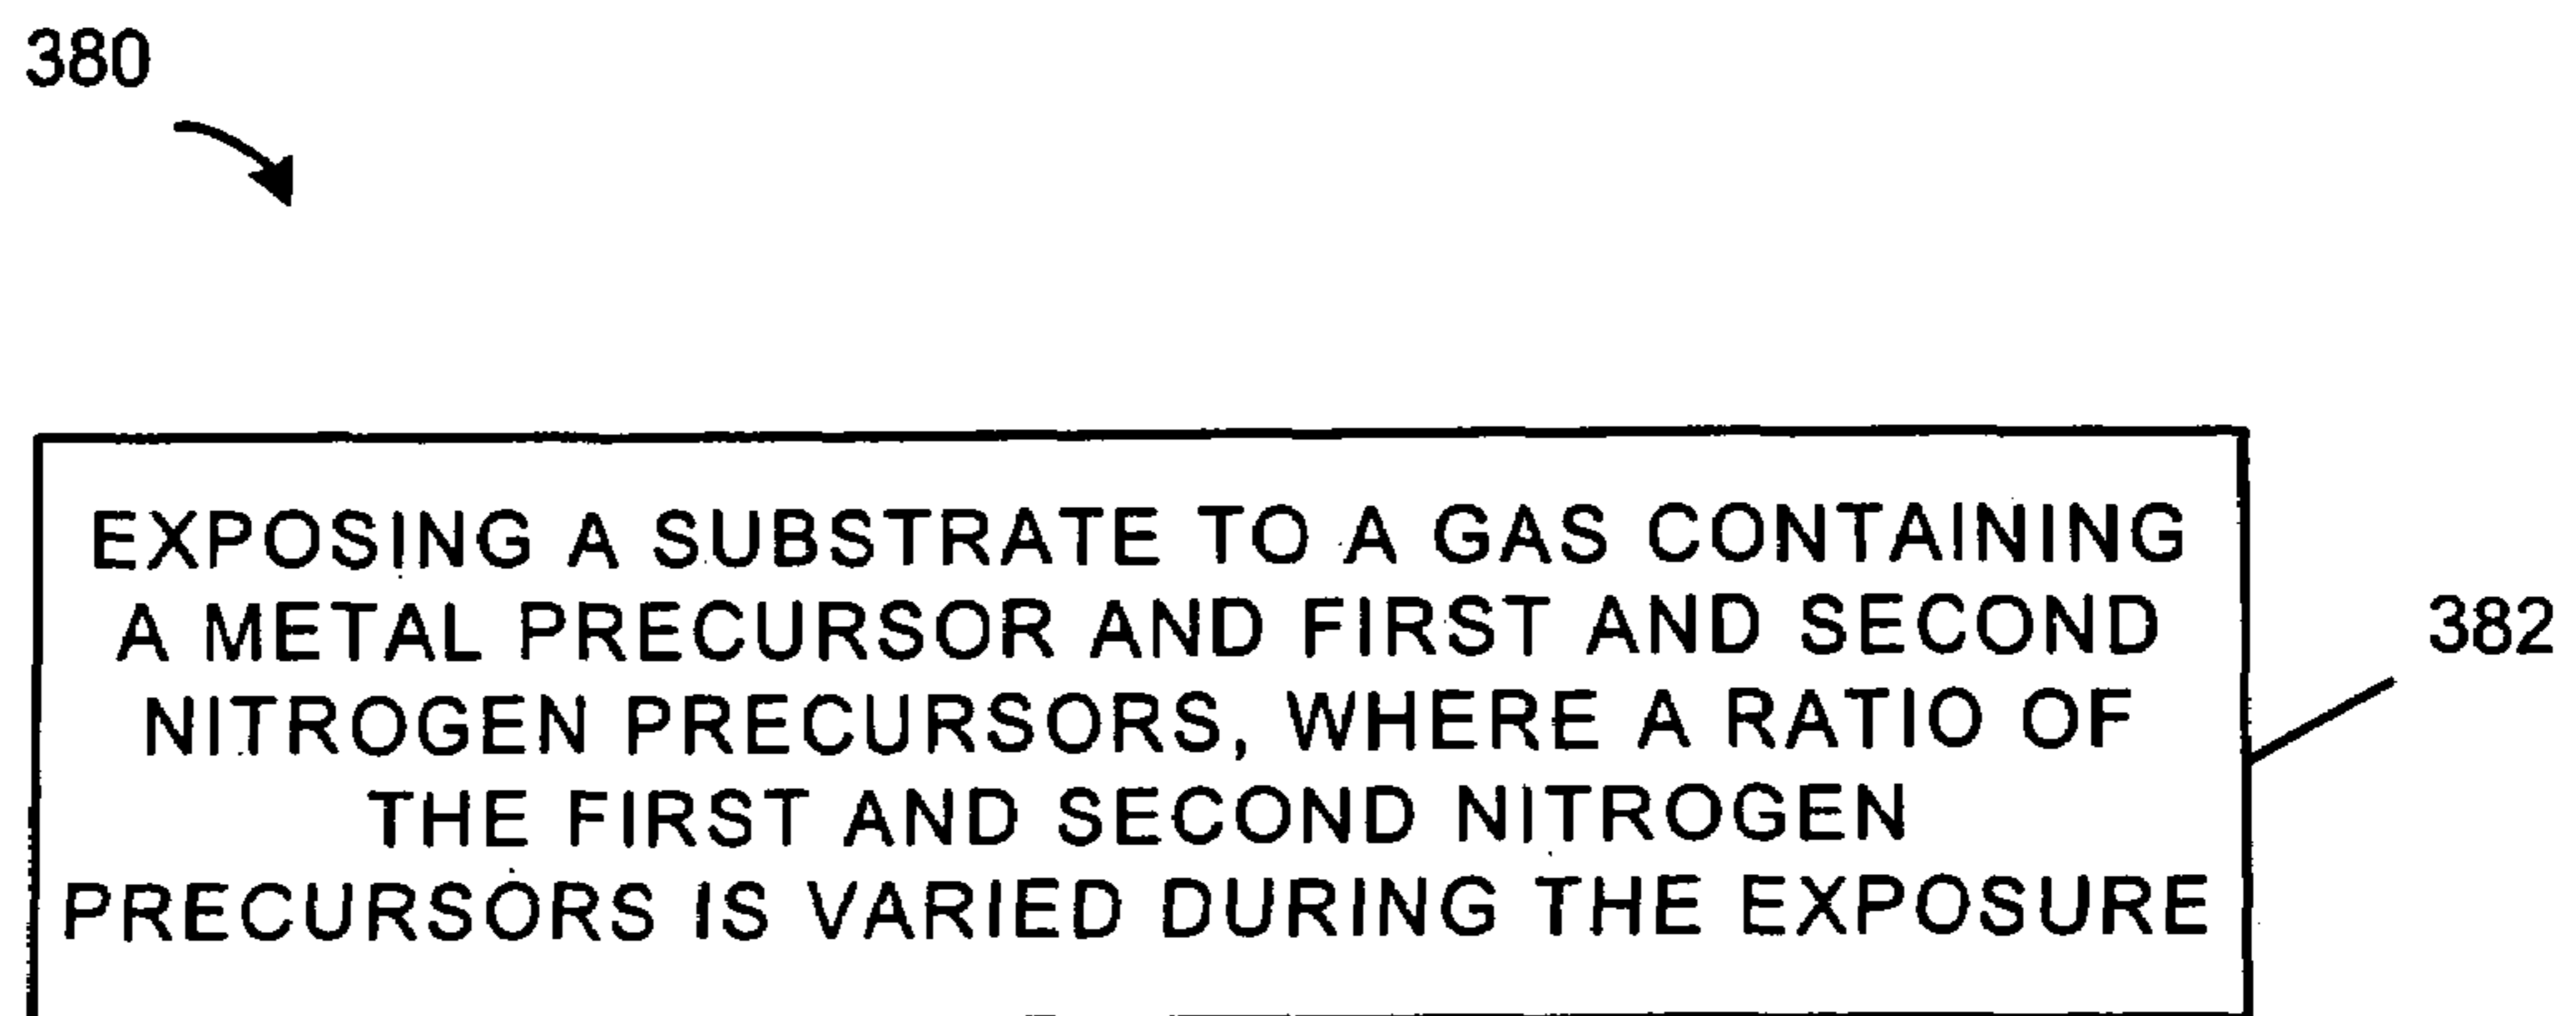 380
EXPOSING A SUBSTRATE TO A GAS CONTAINING
A METAL PRECURSOR AND FIRST AND SECOND
NITROGEN PRECURSORS, WHERE A RATIO OF
THE FIRST AND SECOND NITROGEN
PRECURSORS IS VARIED DURING THE EXPOSURE
382